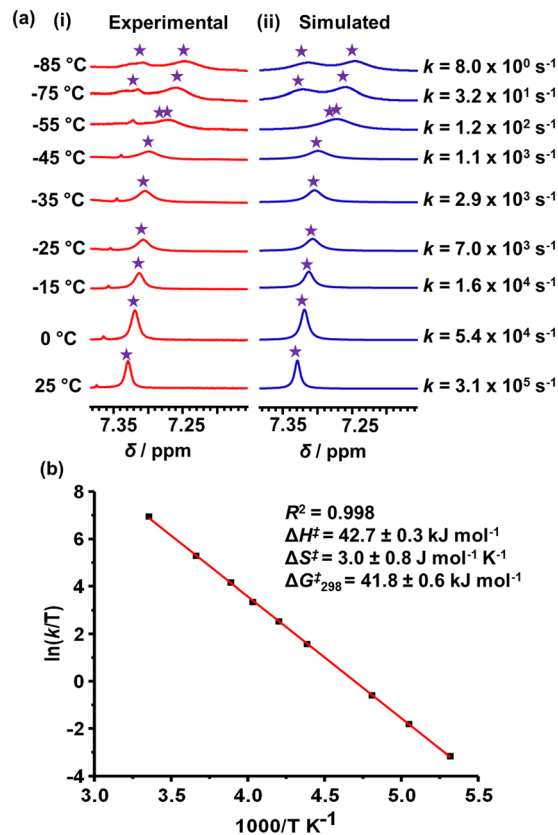 (a) (i) Experimental (ii) Simulated
-85 °C k = 8.0 x 10⁰ s⁻¹
-75 °C k = 3.2 x 10¹ s⁻¹
-55 °C k = 1.2 x 10² s⁻¹
-45 °C k = 1.1 x 10³ s⁻¹
-35 °C k = 2.9 x 10³ s⁻¹
-25 °C k = 7.0 x 10³ s⁻¹
-15 °C k = 1.6 x 10⁴ s⁻¹
0 °C k = 5.4 x 10⁴ s⁻¹
25 °C k = 3.1 x 10⁵ s⁻¹
7.35 7.25 7.35 7.25
δ / ppm δ / ppm
(b)
R² = 0.998
ΔH‡ = 42.7 ± 0.3 kJ mol⁻¹
ΔS‡ = 3.0 ± 0.8 J mol⁻¹ K⁻¹
ΔG‡₂₉₈ = 41.8 ± 0.6 kJ mol⁻¹
ln(k/T)
8
6
4
2
0
-2
-4
3.0 3.5 4.0 4.5 5.0 5.5
1000/T K⁻¹